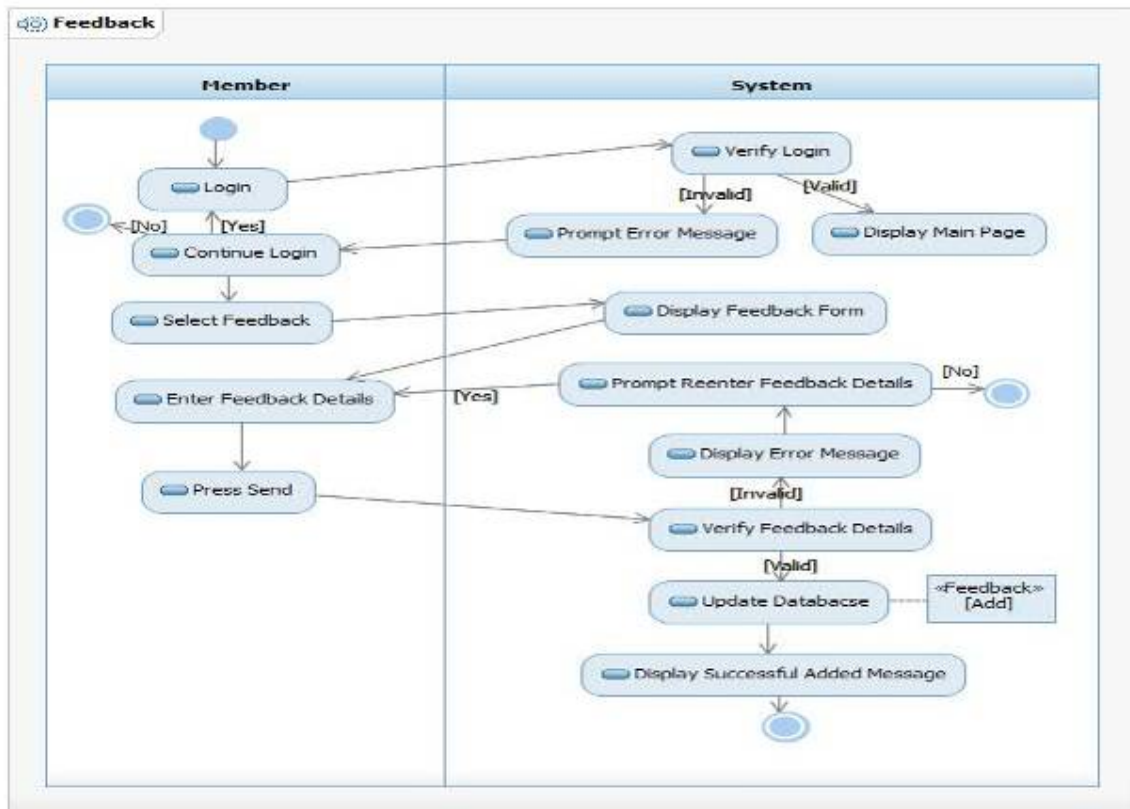 Feedback
Member
System
Verify Login
Login
[Invalid]
[Valid]
[No]
[Yes]
Prompt Error Message
Display Main Page
Continue Login
Select Feedback
Display Feedback Form
Prompt Reenter Feedback Details
[No]
Enter Feedback Details
[Yes]
Display Error Message
Press Send
[Invalid]
Verify Feedback Details
[Valid]
Update Databacse
«Feedback»
[Add]
Display Successful Added Message